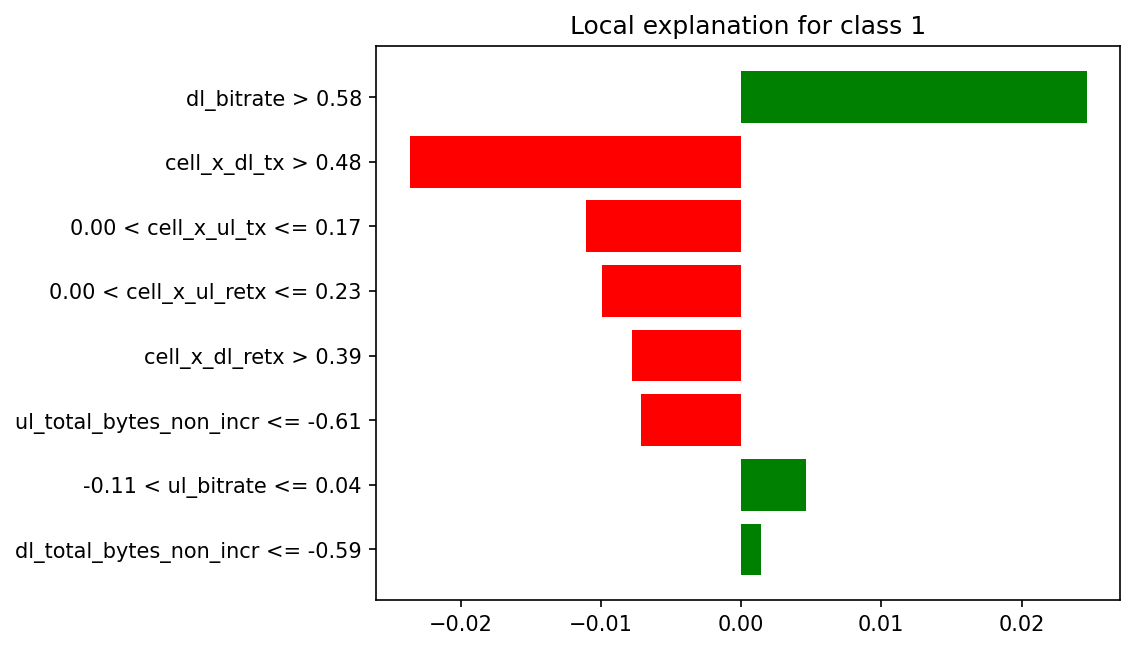 Local explanation for class 1
dl_bitrate > 0.58
cell_x_dl_tx > 0.48
0.00 < cell_x_ul_tx <= 0.17
0.00 < cell_x_ul_retx <= 0.23
cell_x_dl_retx > 0.39
ul_total_bytes_non_incr <= -0.61
-0.11 < ul_bitrate <= 0.04
dl_total_bytes_non_incr <= -0.59
−0.02 −0.01 0.00 0.01 0.02